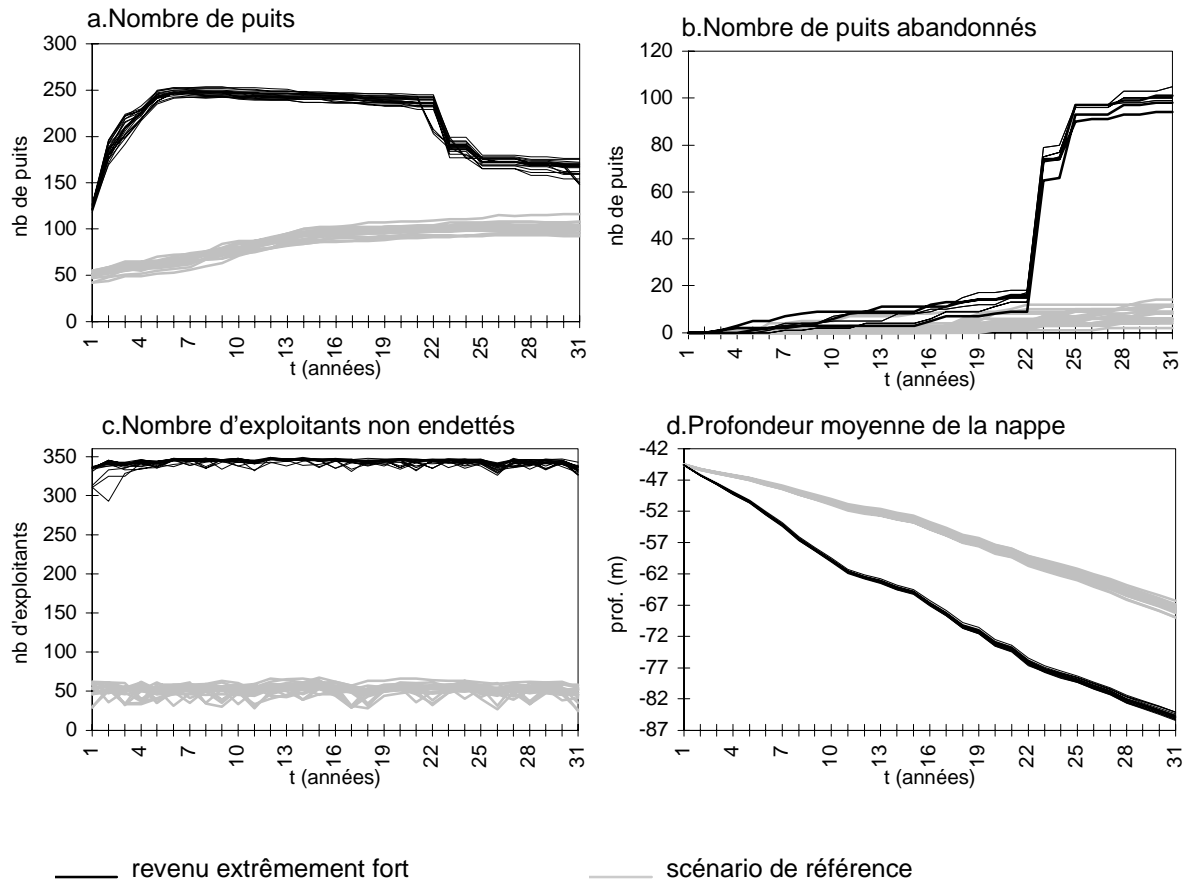 a.Nombre de puits
300
250
200
150
100
50
0
nb de puits
1 4 7 10 13 16 19 22 25 28 31
t (années)
b.Nombre de puits abandonnés
120
100
80
60
40
20
0
nb de puits
1 4 7 10 13 16 19 22 25 28 31
t (années)
c.Nombre d'exploitants non endettés
350
300
250
200
150
100
50
0
nb d'exploitants
1 4 7 10 13 16 19 22 25 28 31
t (années)
d.Profondeur moyenne de la nappe
-42
-47
-52
-57
-62
-67
-72
-77
-82
-87
prof. (m)
1 4 7 10 13 16 19 22 25 28 31
t (années)
revenu extrêmement fort
scénario de référence